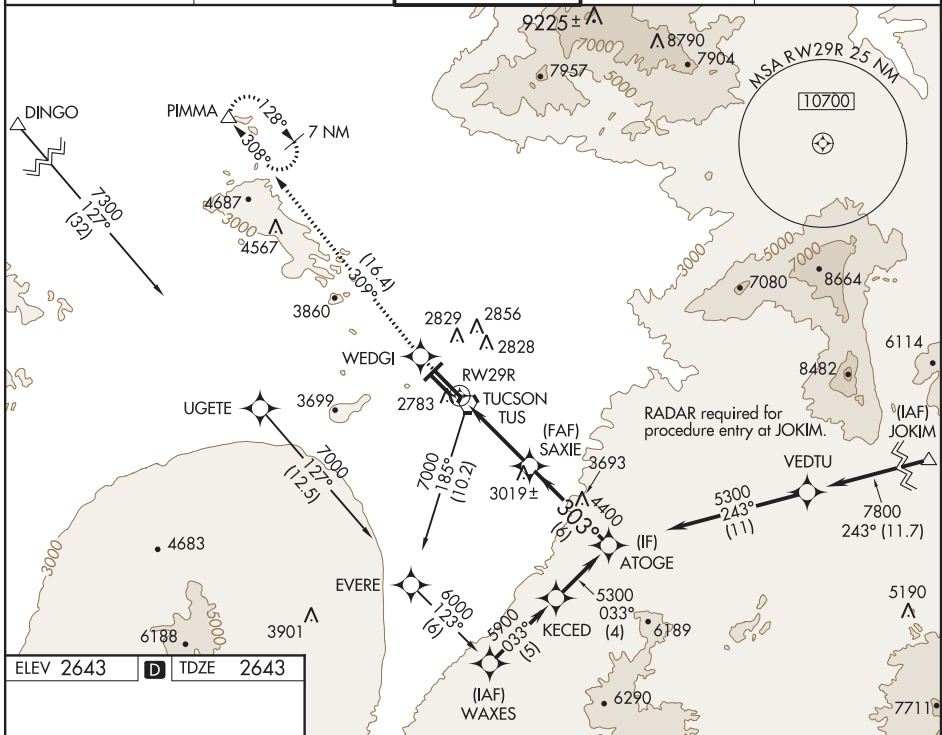 9225 ±
8790
7000
7904
7957
5000
MSA RW29R 25 NM
10700
DINGO
PIMMA
128°
7 NM
308°
7300
127°
(32)
4687
3000
4567
(16.4)
309°
3860
3000
5000
7000
7080
8664
2829
2856
2828
WEDGI
RW29R
6114
8482
2783
TUCSON
TUS
UGETE
3699
RADAR required for
procedure entry at JOKIM.
(IAF)
JOKIM
(FAF)
SAXIE
VEDTU
7000
127°
(12.5)
7000
185°
(10.2)
3019±
3693
4400
303°
(6)
5300
243°
(11)
7800
243° (11.7)
(IF)
ATOGE
3000
4683
EVERE
6000
123°
(6)
5300
033°
(4)
KECED
5900
033°
(5)
5190
6189
3901
5000
6188
(IAF)
WAXES
6290
7711
ELEV 2643
D
TDZE 2643